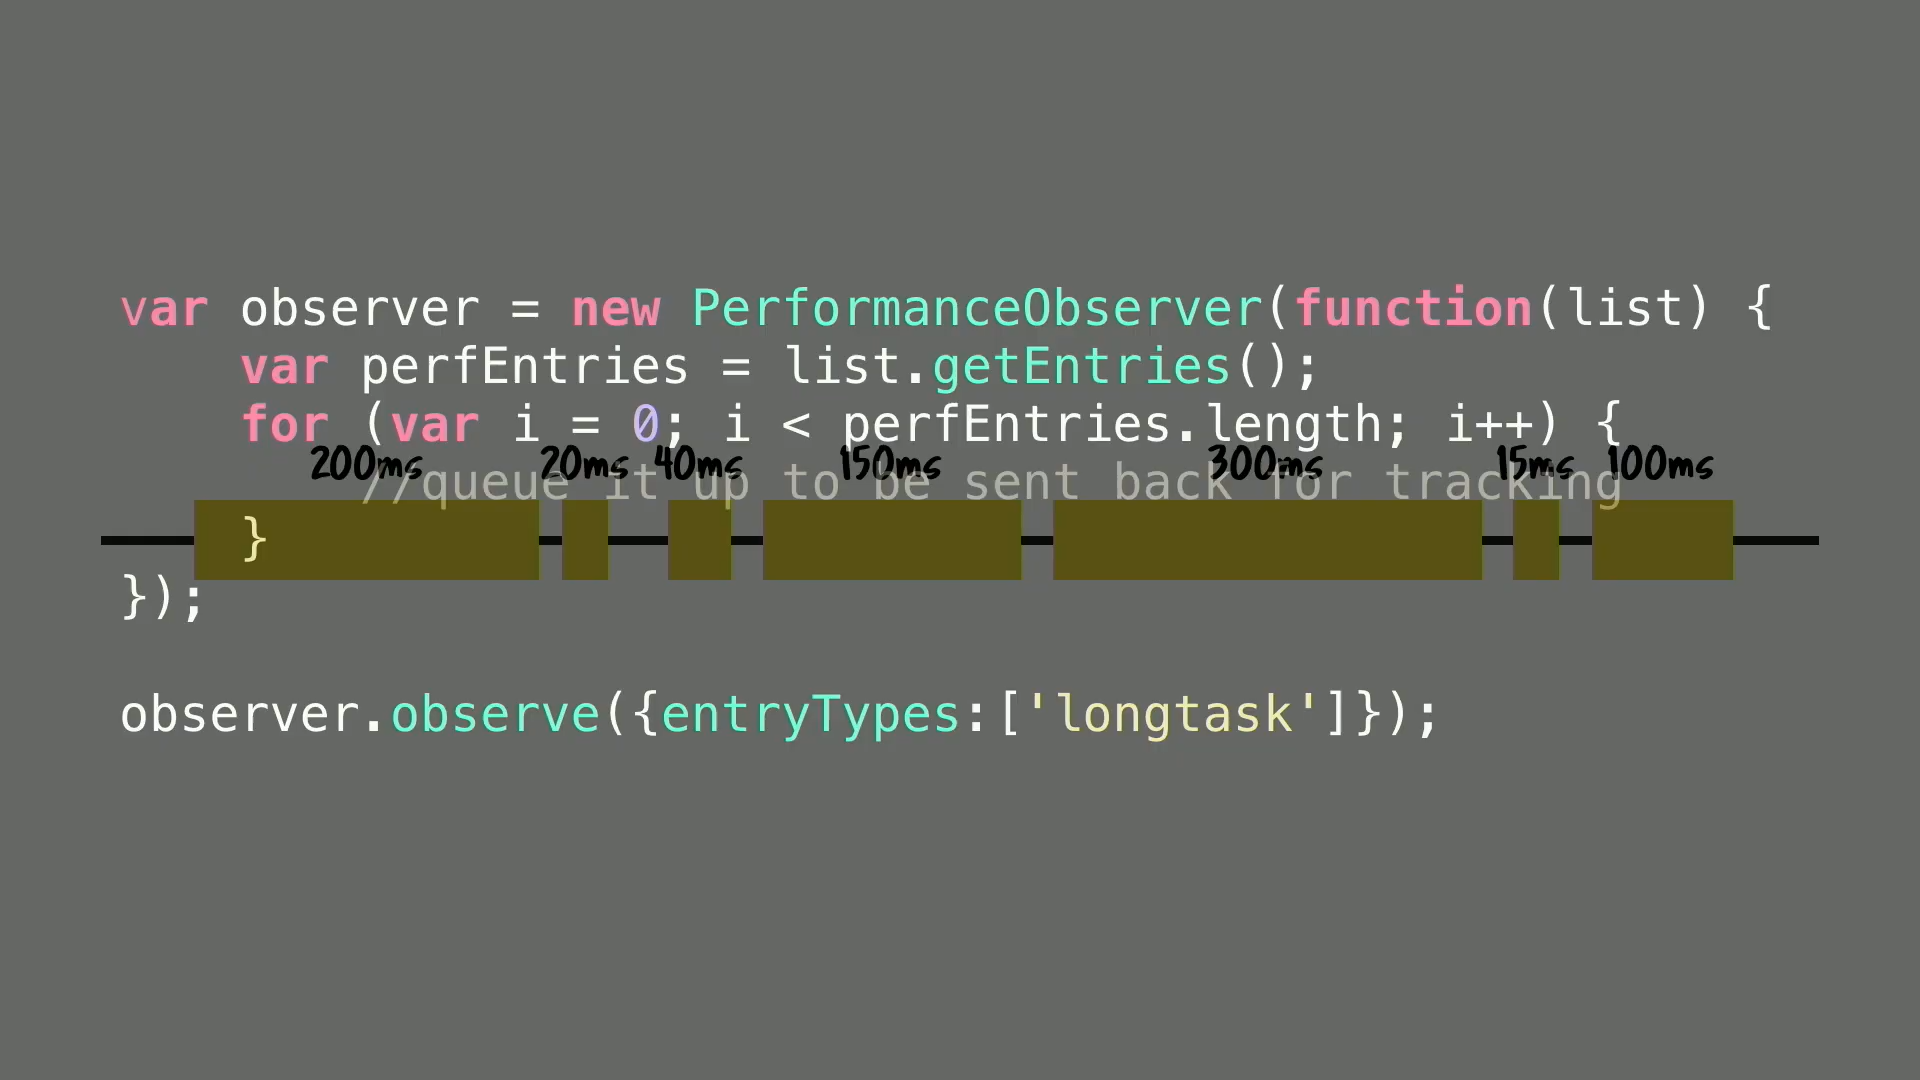 var observer = new PerformanceObserver(function(list) {
    var perfEntries = list.getEntries();
    for (var i = 0; i < perfEntries.length; i++) {
200ms 20ms 40ms 150ms 300ms 15ms 100ms
        //queue it up to be sent back for tracking
    }
});
observer.observe({entryTypes:['longtask']});